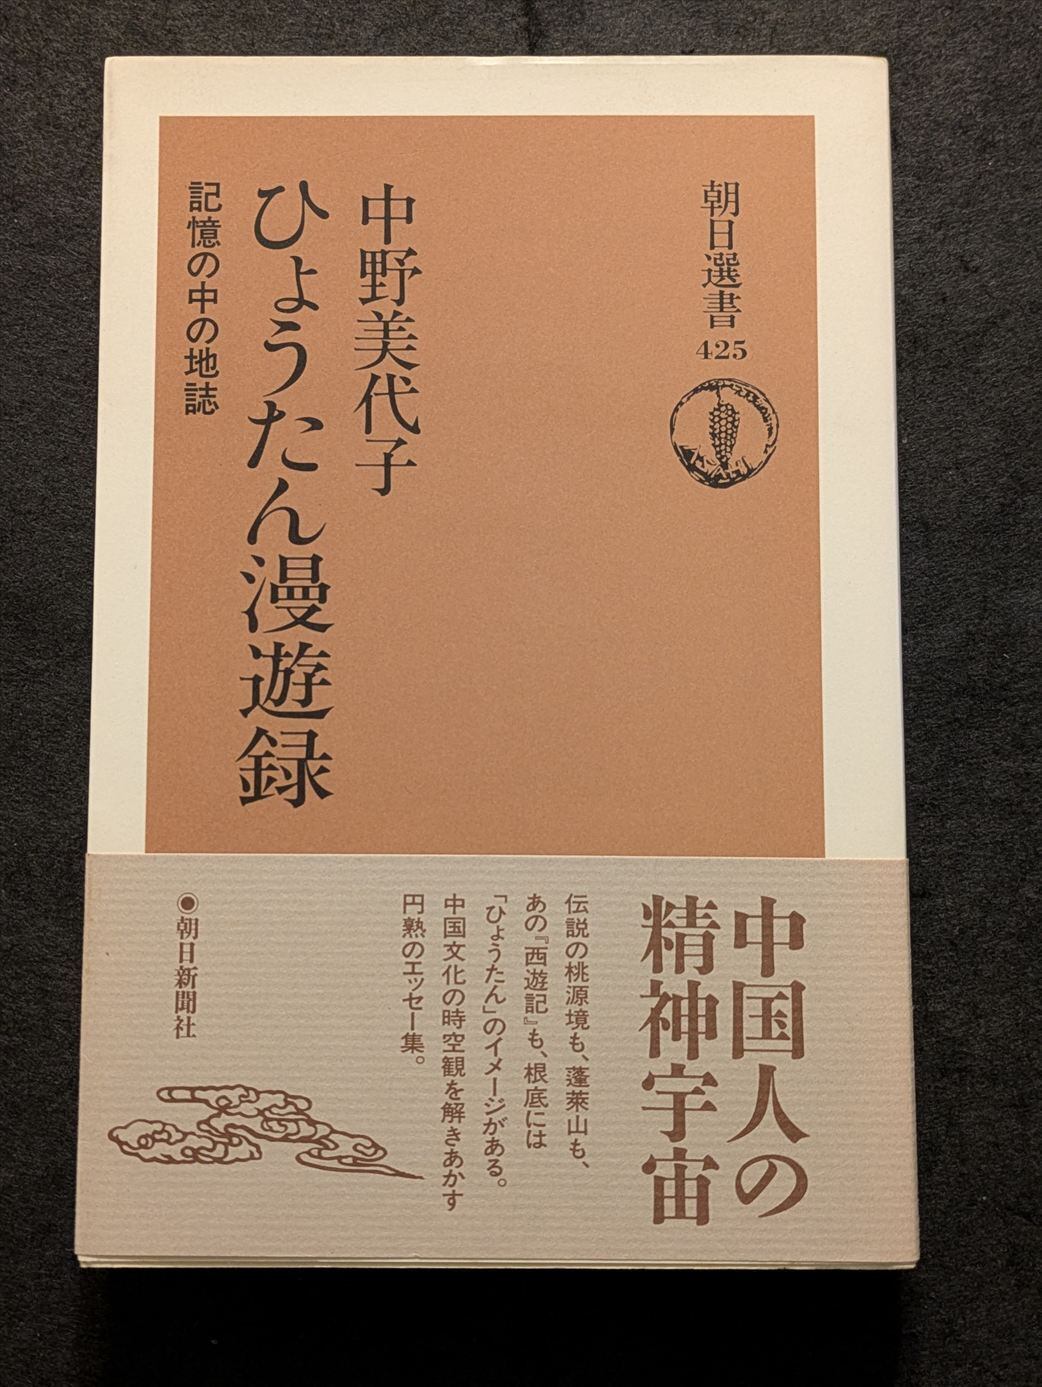 朝日選書
425
中野美代子
ひょうたん漫遊録
記憶の中の地誌
中国人の
精神宇宙
伝説の桃源境も、蓬萊山も、
あの『西遊記』も、根底には
「ひょうたん」のイメージがある。
中国文化の時空観を解きあかす
円熟のエッセー集。
◉朝日新聞社